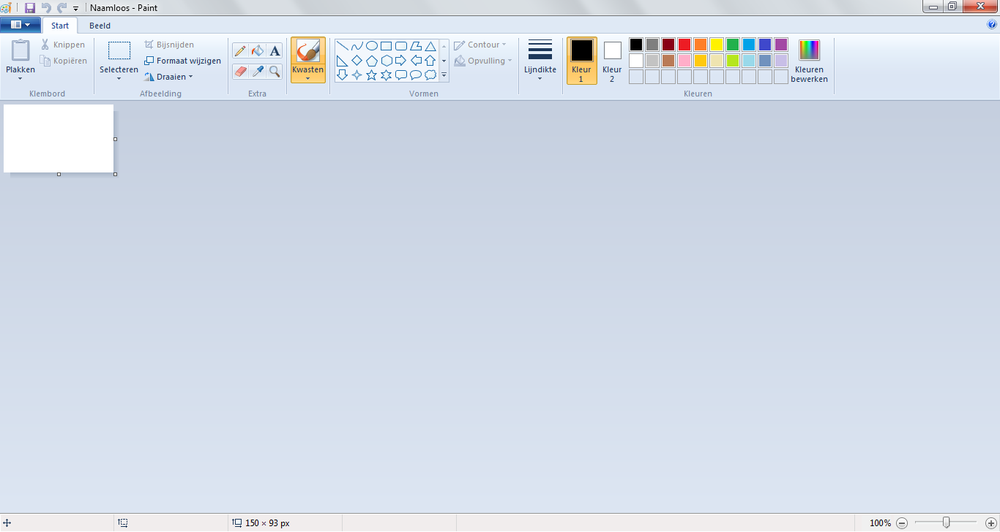 Naamloos - Paint
Start Beeld
Plakken
Knippen
Kopiëren
Klembord
Selecteren
Bijsnijden
Formaat wijzigen
Draaien
Afbeelding
A
Extra
Kwasten
Contour
Opvulling
Vormen
Lijndikte
Kleur
1
Kleur
2
Kleuren
bewerken
Kleuren
150 × 93 px
100%